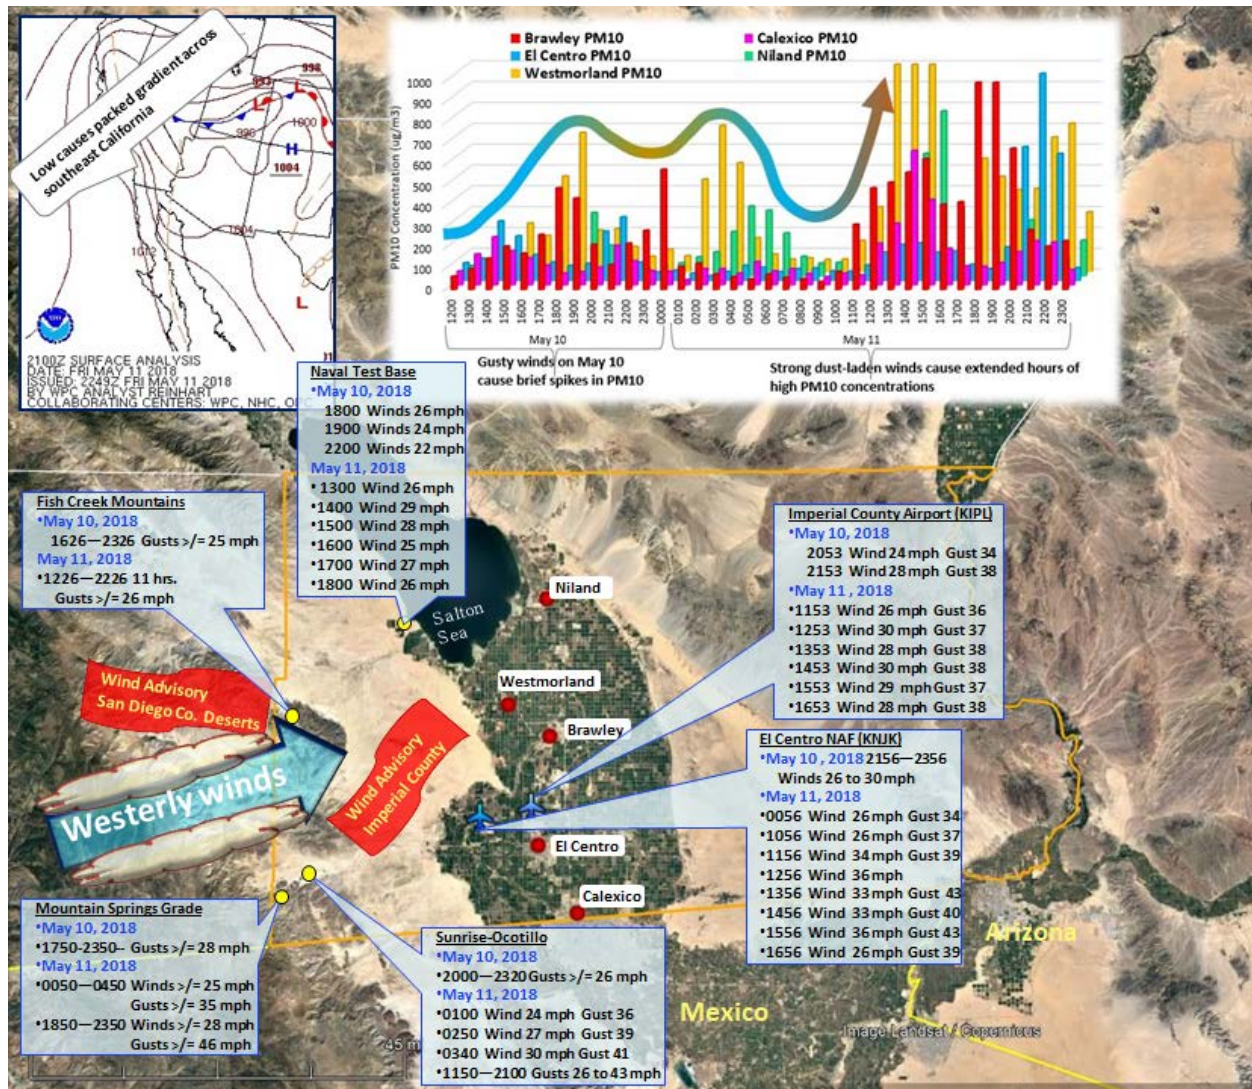 Low causes packed gradient across
southeast California
998
993
L
L
996
1000
H
1004
1004
1012
L
2100Z SURFACE ANALYSIS
DATE: FRI MAY 11 2018
ISSUED: 2249Z FRI MAY 11 2018
BY WPC ANALYST REINHART
COLLABORATING CENTERS: WPC, NHC, OPC
Brawley PM10
Calexico PM10
El Centro PM10
Niland PM10
Westmorland PM10
PM10 Concentration (ug/m3)
1000
900
800
700
600
500
400
300
200
100
0
1200 1300 1400 1500 1600 1700 1800 1900 2000 2100 2200 2300 0000 0100 0200 0300 0400 0500 0600 0700 0800 0900 1000 1100 1200 1300 1400 1500 1600 1700 1800 1900 2000 2100 2200 2300
May 10
May 11
Gusty winds on May 10
cause brief spikes in PM10
Strong dust-laden winds cause extended hours of
high PM10 concentrations
Naval Test Base
•May 10, 2018
1800 Winds 26 mph
1900 Winds 24 mph
2200 Winds 22 mph
May 11, 2018
•1300 Wind 26 mph
•1400 Wind 29 mph
•1500 Wind 28 mph
•1600 Wind 25 mph
•1700 Wind 27 mph
•1800 Wind 26 mph
Fish Creek Mountains
•May 10, 2018
1626—2326 Gusts >/= 25 mph
May 11, 2018
•1226—2226 11 hrs.
Gusts >/= 26 mph
Imperial County Airport (KIPL)
•May 10, 2018
2053 Wind 24 mph Gust 34
2153 Wind 28 mph Gust 38
•May 11 , 2018
•1153 Wind 26 mph Gust 36
•1253 Wind 30 mph Gust 37
•1353 Wind 28 mph Gust 38
•1453 Wind 30 mph Gust 38
•1553 Wind 29 mph Gust 37
•1653 Wind 28 mph Gust 38
Salton
Sea
Niland
Westmorland
Brawley
El Centro
Calexico
Wind Advisory
San Diego Co. Deserts
Westerly winds
Wind Advisory
Imperial County
El Centro NAF (KNJK)
•May 10, 2018 2156—2356
Winds 26 to 30 mph
•May 11, 2018
•0056 Wind 26 mph Gust 34
•1056 Wind 26 mph Gust 37
•1156 Wind 34 mph Gust 39
•1256 Wind 36 mph
•1356 Wind 33 mph Gust 43
•1456 Wind 33 mph Gust 40
•1556 Wind 36 mph Gust 43
•1656 Wind 26 mph Gust 39
Mountain Springs Grade
•May 10, 2018
•1750-2350- Gusts >/= 28 mph
•May 11, 2018
•0050—0450 Winds >/= 25 mph
Gusts >/= 35 mph
•1850—2350 Winds >/= 28 mph
Gusts >/= 46 mph
Sunrise-Ocotillo
•May 10, 2018
•2000—2320 Gusts >/= 26 mph
•May 11, 2018
•0100 Wind 24 mph Gust 36
•0250 Wind 27 mph Gust 39
•0340 Wind 30 mph Gust 41
•1150—2100 Gusts 26 to 43 mph
Arizona
Mexico
Image Landsat / Copernicus
45 m